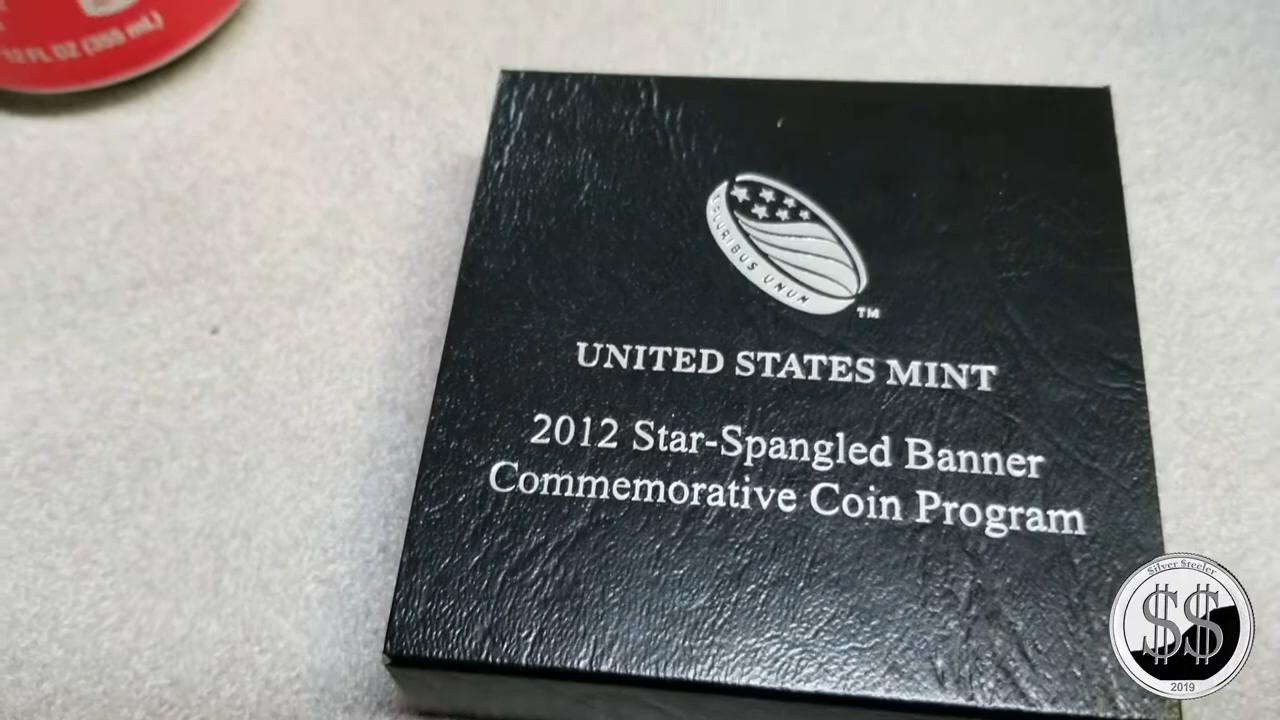 12 FL OZ (355 mL)
E PLURIBUS UNUM
TM
UNITED STATES MINT
2012 Star-Spangled Banner
Commemorative Coin Program
Silver Steeler
$$
2019